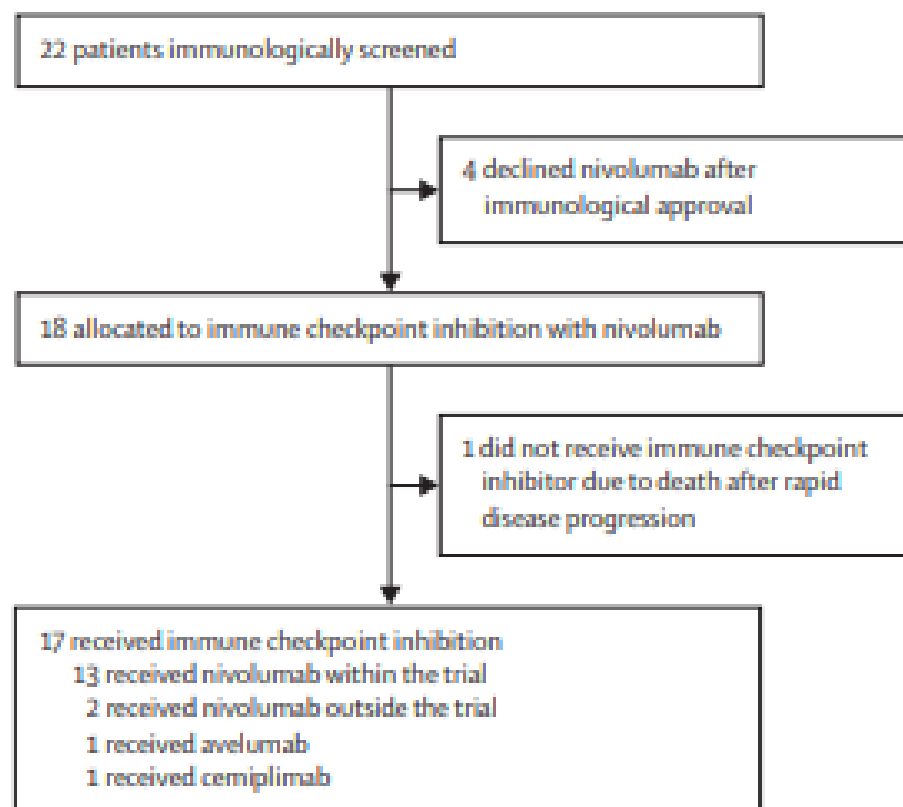 22 patients immunologically screened
4 declined nivolumab after
immunological approval
18 allocated to immune checkpoint inhibition with nivolumab
1 did not receive immune checkpoint
inhibitor due to death after rapid
disease progression
17 received immune checkpoint inhibition
13 received nivolumab within the trial
2 received nivolumab outside the trial
1 received avelumab
1 received cemiplimab